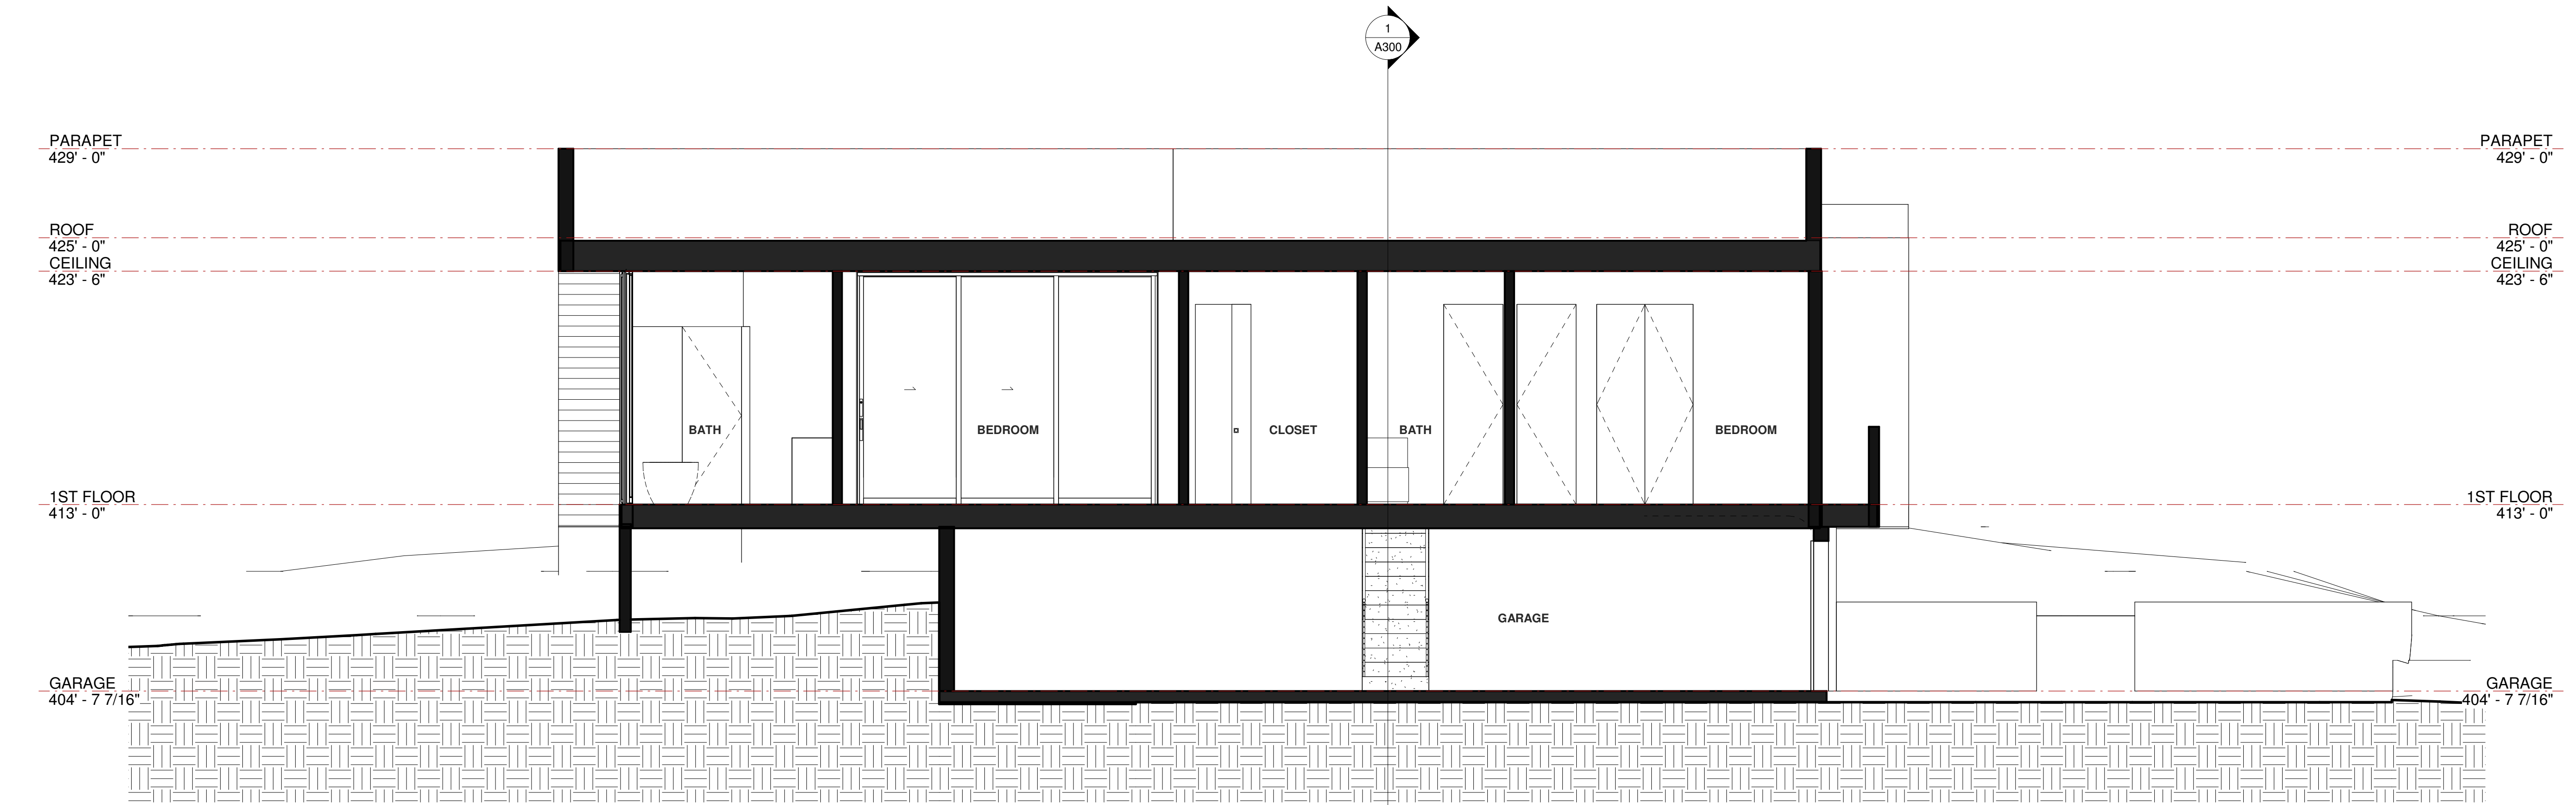 1
A300
PARAPET
429' - 0"
PARAPET
429' - 0"
ROOF
425' - 0"
CEILING
423' - 6"
ROOF
425' - 0"
CEILING
423' - 6"
BATH
BEDROOM
CLOSET
BATH
BEDROOM
1ST FLOOR
413' - 0"
1ST FLOOR
413' - 0"
GARAGE
GARAGE
404' - 7 7/16"
GARAGE
404' - 7 7/16"